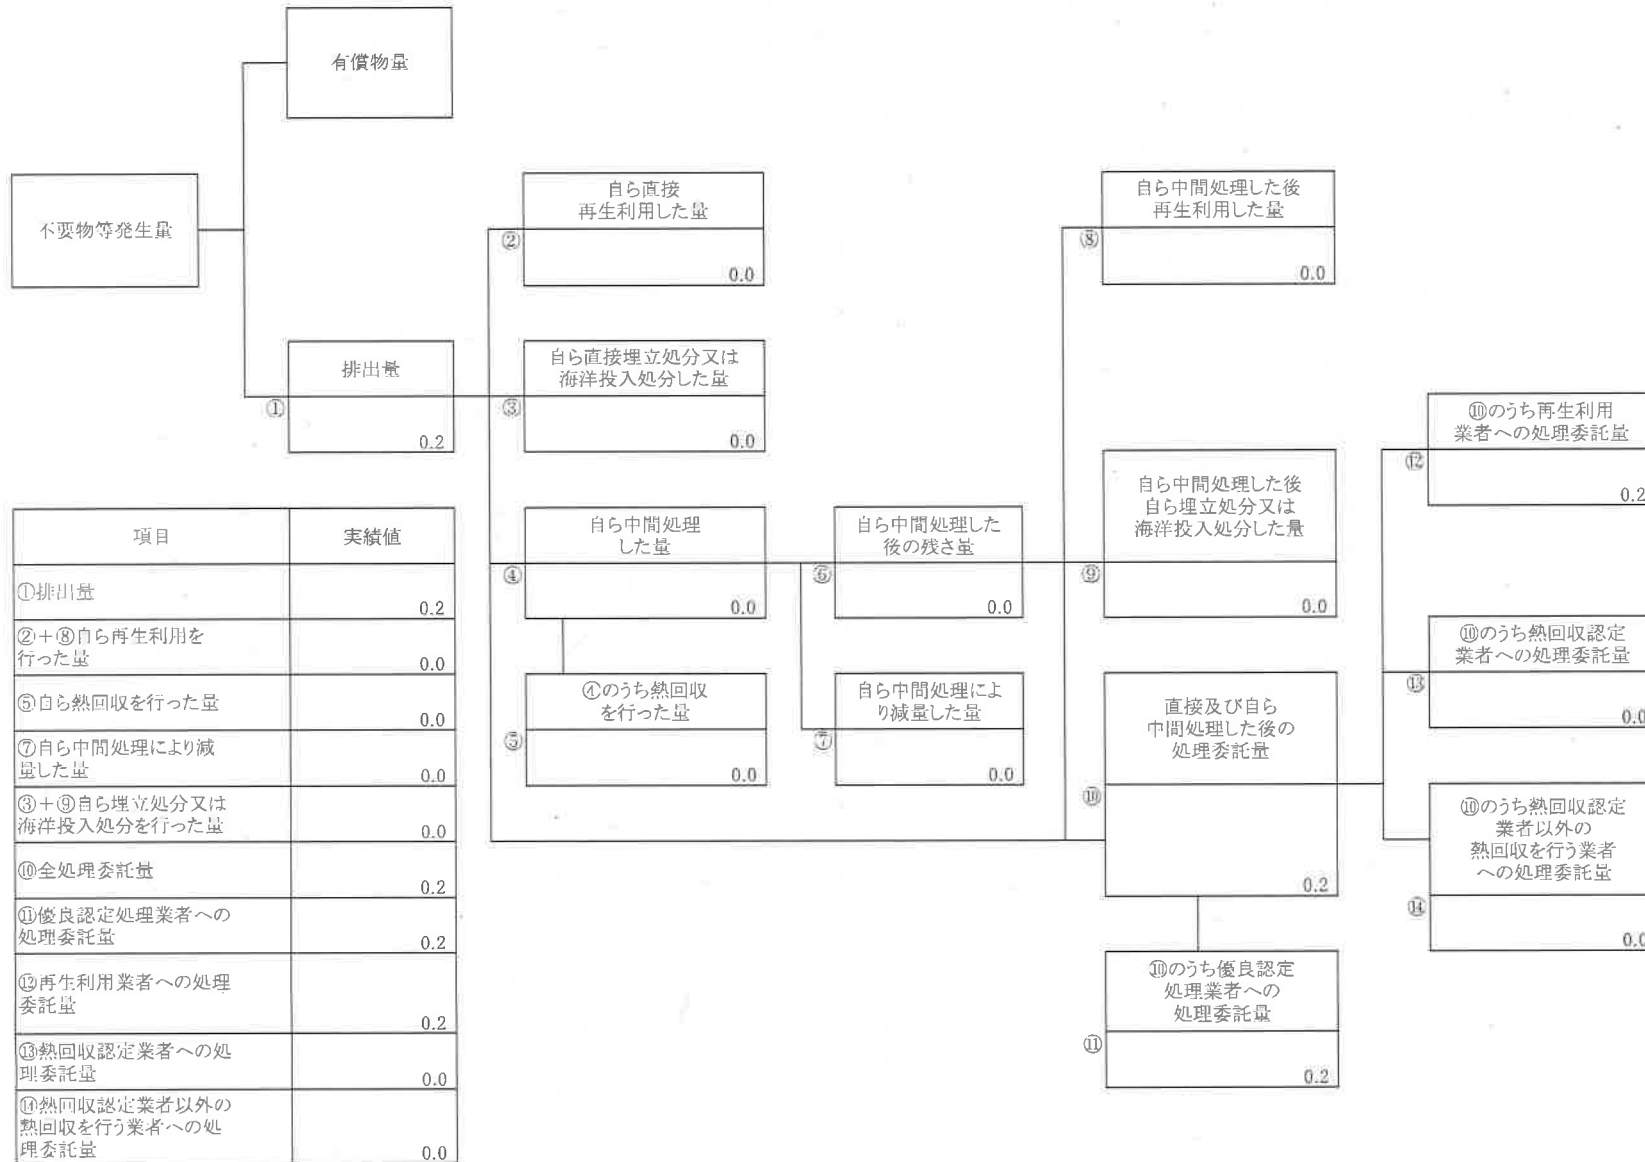 有償物量
不要物等発生量
自ら直接
再生利用した量
②
0.0
自ら中間処理した後
再生利用した量
⑧
0.0
排出量
①
0.2
自ら直接埋立処分又は
海洋投入処分した量
③
0.0
⑩のうち再生利用
業者への処理委託量
⑫
0.2
自ら中間処理
した量
④
0.0
自ら中間処理した
後の残さ量
⑥
0.0
自ら中間処理した後
自ら埋立処分又は
海洋投入処分した量
⑨
0.0
⑩のうち熱回収認定
業者への処理委託量
⑬
0.0
④のうち熱回収
を行った量
⑤
0.0
自ら中間処理によ
り減量した量
⑦
0.0
直接及び自ら
中間処理した後の
処理委託量
⑩
0.2
⑩のうち熱回収認定
業者以外の
熱回収を行う業者
への処理委託量
⑭
0.0
⑩のうち優良認定
処理業者への
処理委託量
⑪
0.2
項目 実績値
①排出量
0.2
②+⑧自ら再生利用を
行った量
0.0
⑤自ら熱回収を行った量
0.0
⑦自ら中間処理により減
量した量
0.0
③+⑨自ら埋立処分又は
海洋投入処分を行った量
0.0
⑩全処理委託量
0.2
⑪優良認定処理業者への
処理委託量
0.2
⑫再生利用業者への処理
委託量
0.2
⑬熱回収認定業者への処
理委託量
0.0
⑭熱回収認定業者以外の
熱回収を行う業者への処
理委託量
0.0